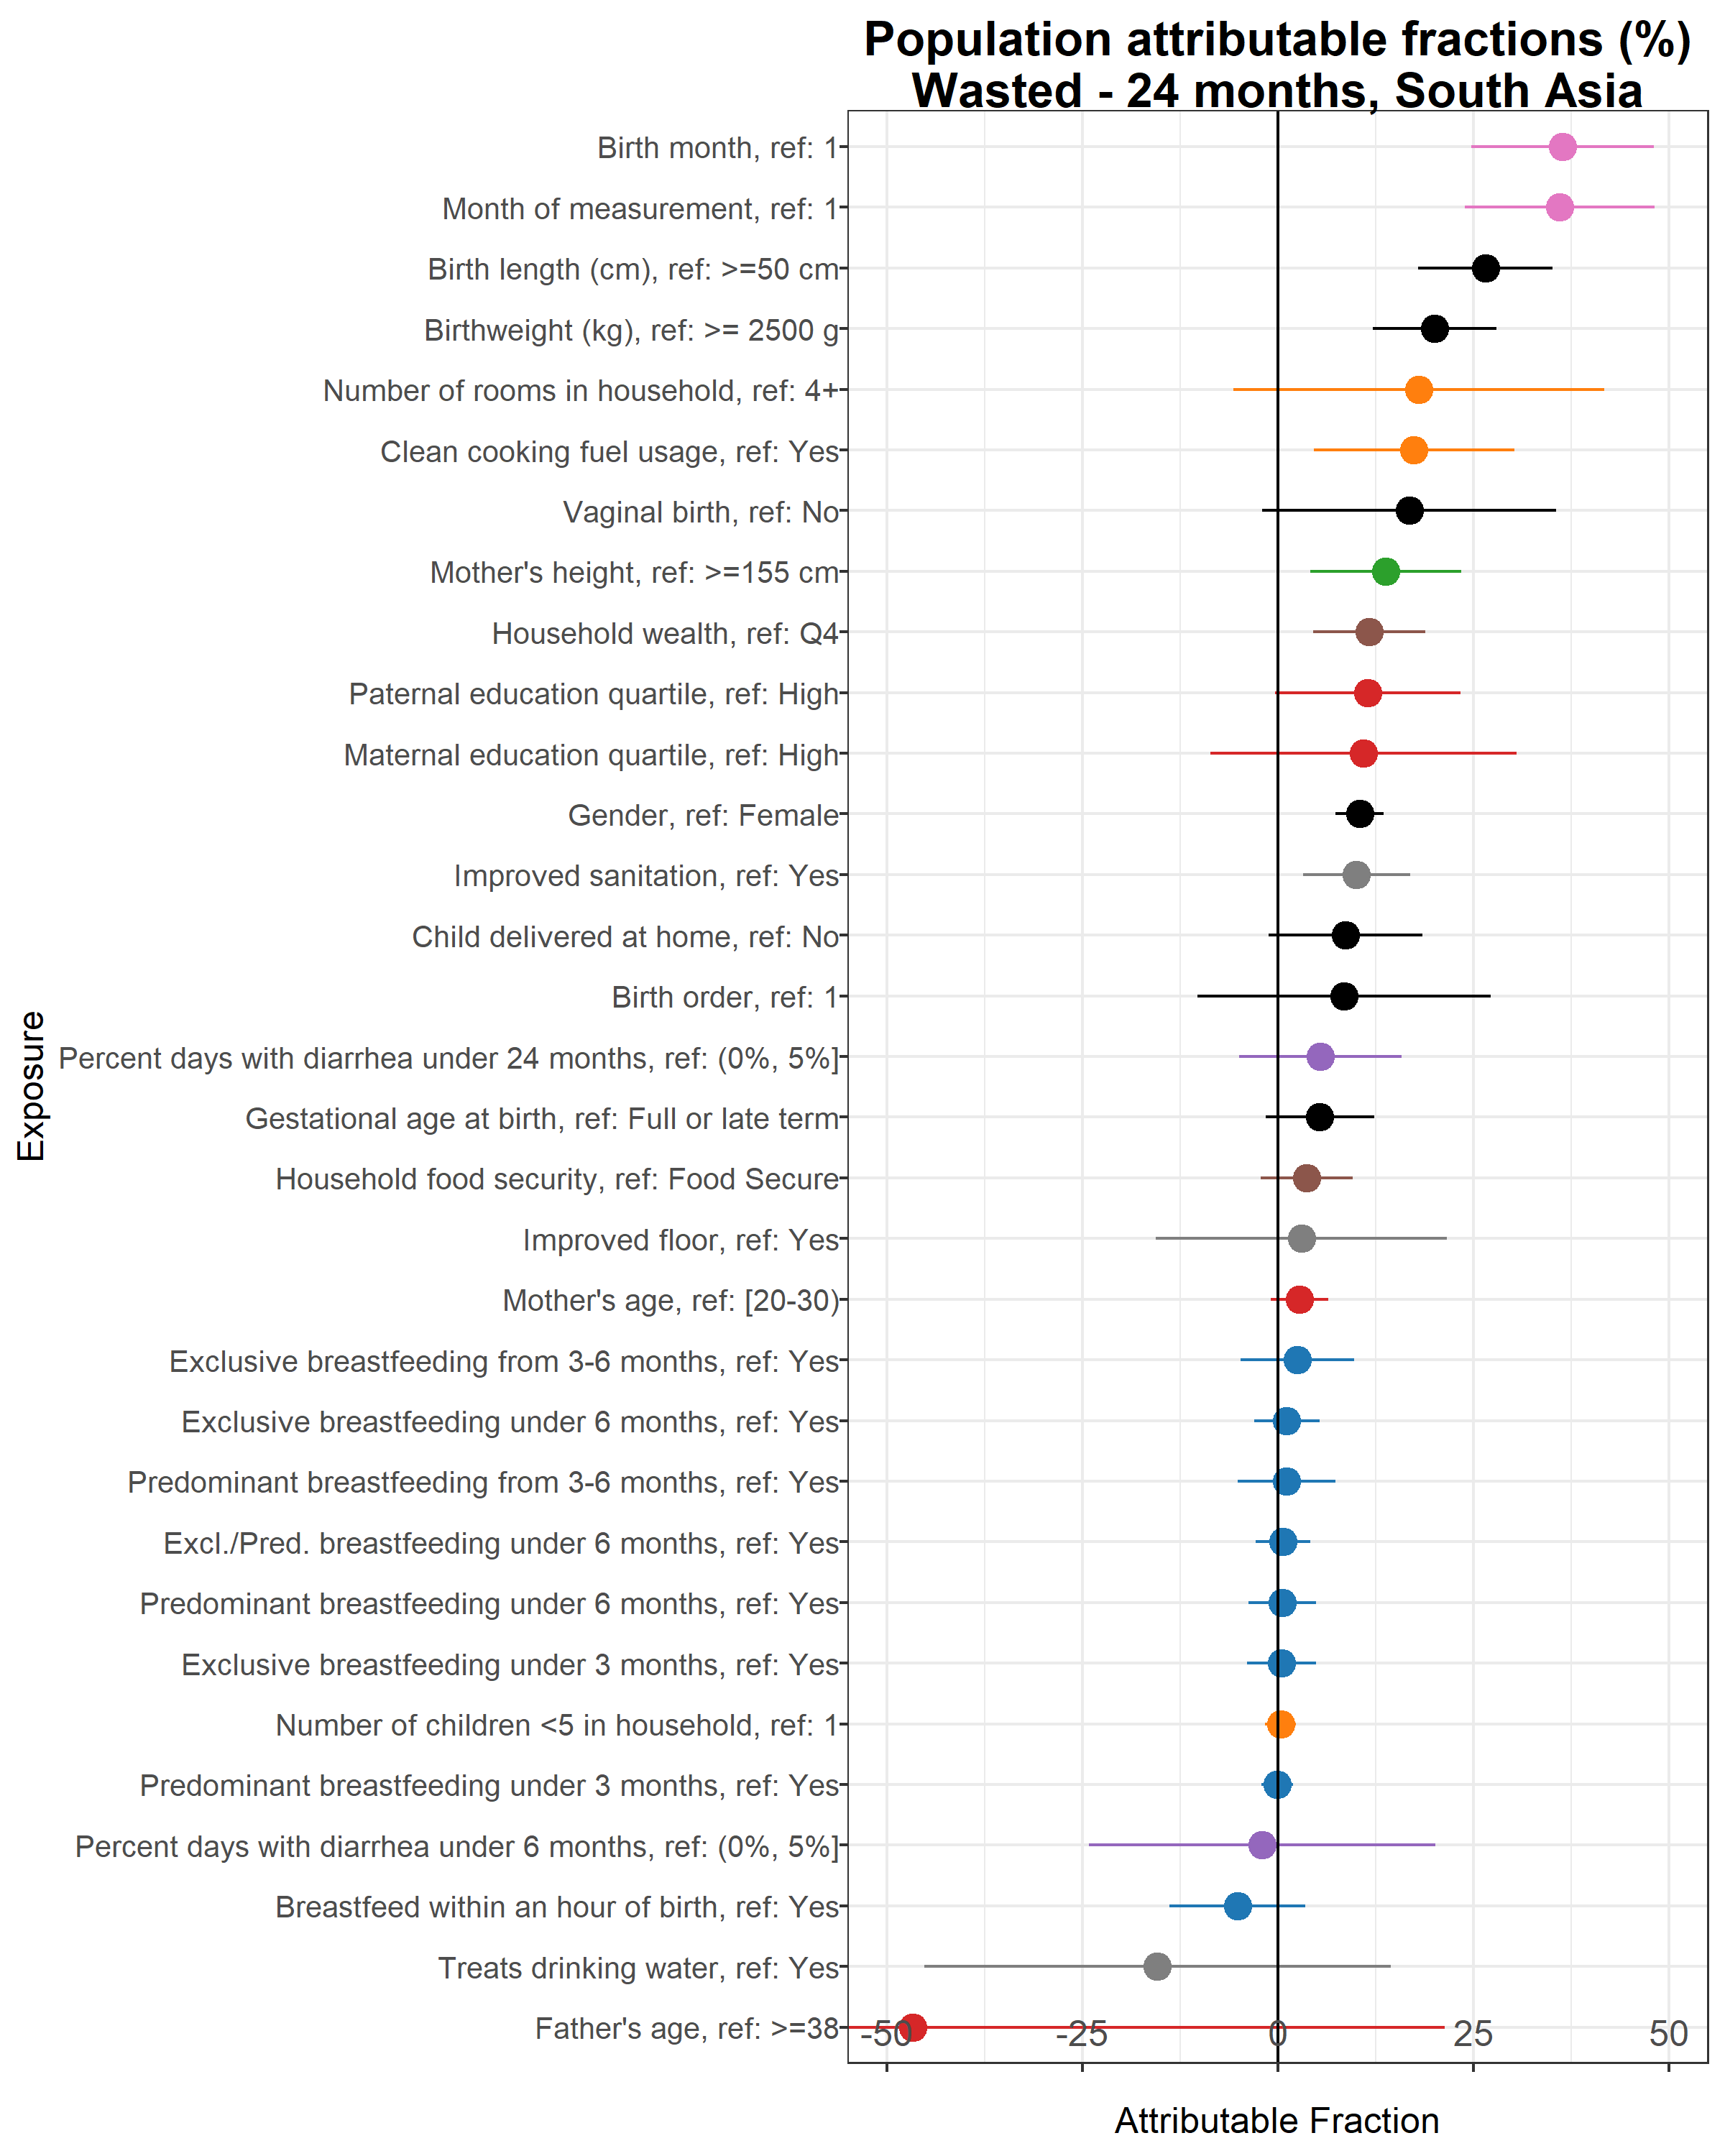 Population attributable fractions (%)
Wasted - 24 months, South Asia
Birth month, ref: 1
Month of measurement, ref: 1
Birth length (cm), ref: >=50 cm
Birthweight (kg), ref: >= 2500 g
Number of rooms in household, ref: 4+
Clean cooking fuel usage, ref: Yes
Vaginal birth, ref: No
Mother's height, ref: >=155 cm
Household wealth, ref: Q4
Paternal education quartile, ref: High
Maternal education quartile, ref: High
Gender, ref: Female
Improved sanitation, ref: Yes
Child delivered at home, ref: No
Birth order, ref: 1
Percent days with diarrhea under 24 months, ref: (0%, 5%]
Gestational age at birth, ref: Full or late term
Household food security, ref: Food Secure
Improved floor, ref: Yes
Mother's age, ref: [20-30)
Exclusive breastfeeding from 3-6 months, ref: Yes
Exclusive breastfeeding under 6 months, ref: Yes
Predominant breastfeeding from 3-6 months, ref: Yes
Excl./Pred. breastfeeding under 6 months, ref: Yes
Predominant breastfeeding under 6 months, ref: Yes
Exclusive breastfeeding under 3 months, ref: Yes
Number of children <5 in household, ref: 1
Predominant breastfeeding under 3 months, ref: Yes
Percent days with diarrhea under 6 months, ref: (0%, 5%]
Breastfeed within an hour of birth, ref: Yes
Treats drinking water, ref: Yes
Father's age, ref: >=38
Exposure
-50 -25 0 25 50
Attributable Fraction